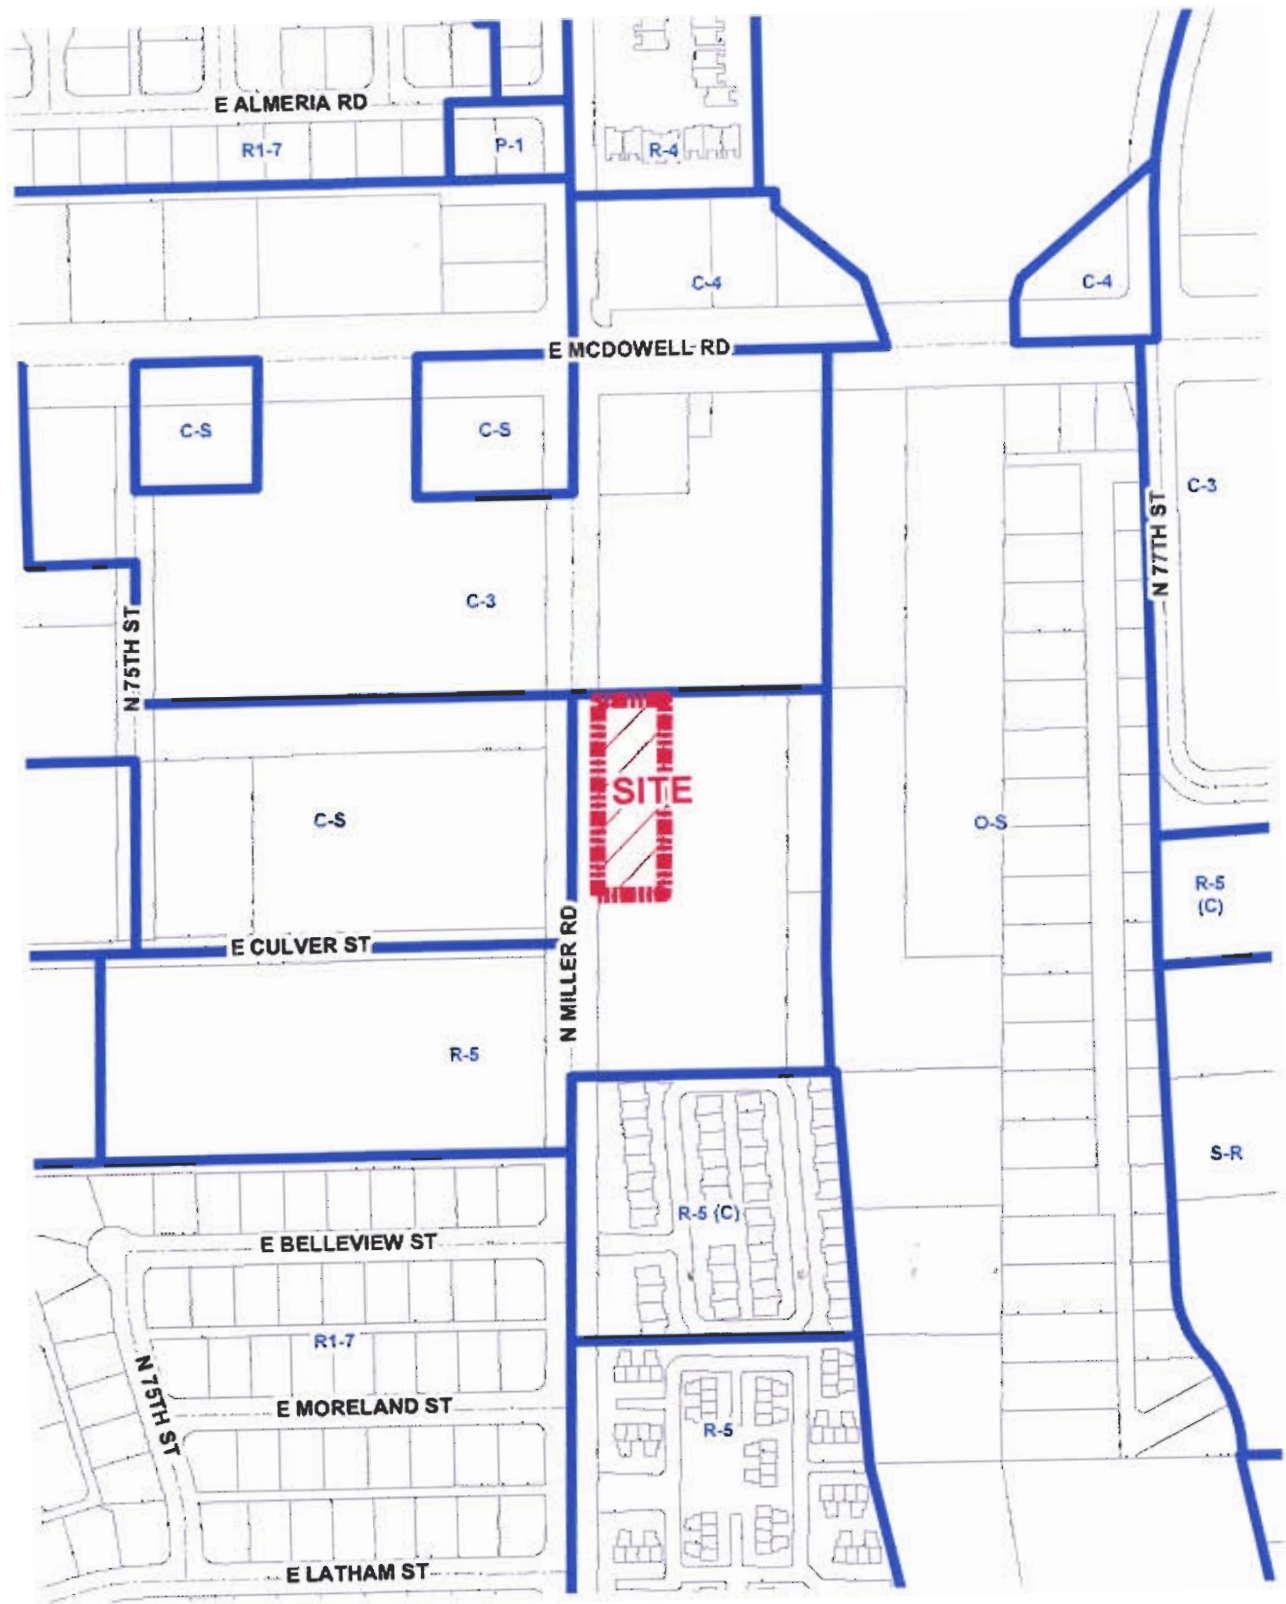 E ALMERIA RD
R1-7
P-1
R-4
C-4
C-4
E MCDOWELL RD
C-S
C-S
C-3
N 77TH ST
C-3
N 75TH ST
SITE
C-S
O-S
R-5
(C)
E CULVER ST
N MILLER RD
R-5
S-R
R-5 (C)
E BELLEVIEW ST
R1-7
N 75TH ST
E MORELAND ST
R-5
E LATHAM ST